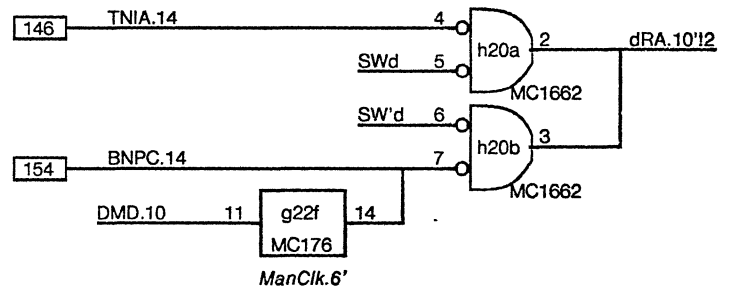 146 TNIA.14 4 2 dRA.10'!2
SWd 5 h20a
MC1662
SW'd 6
154 BNPC.14 7 h20b 3
MC1662
DMD.10 11 g22f 14
MC176
ManClk.6'